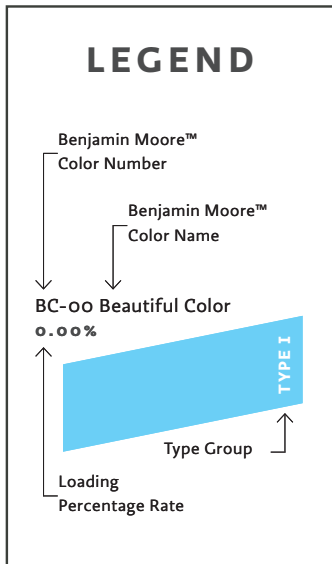 LEGEND
Benjamin Moore™
Color Number
Benjamin Moore™
Color Name
BC-00 Beautiful Color
0.00%
TYPE I
Type Group
Loading
Percentage Rate